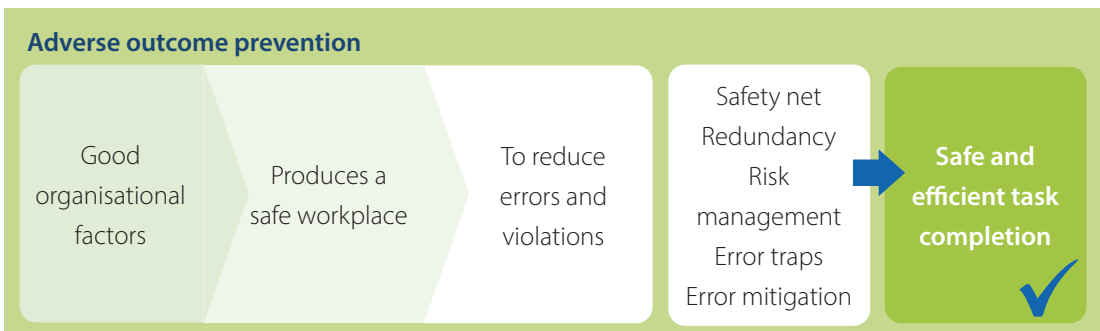 Adverse outcome prevention
Good
organisational
factors
Produces a
safe workplace
To reduce
errors and
violations
Safety net
Redundancy
Risk
management
Error traps
Error mitigation
Safe and
efficient task
completion